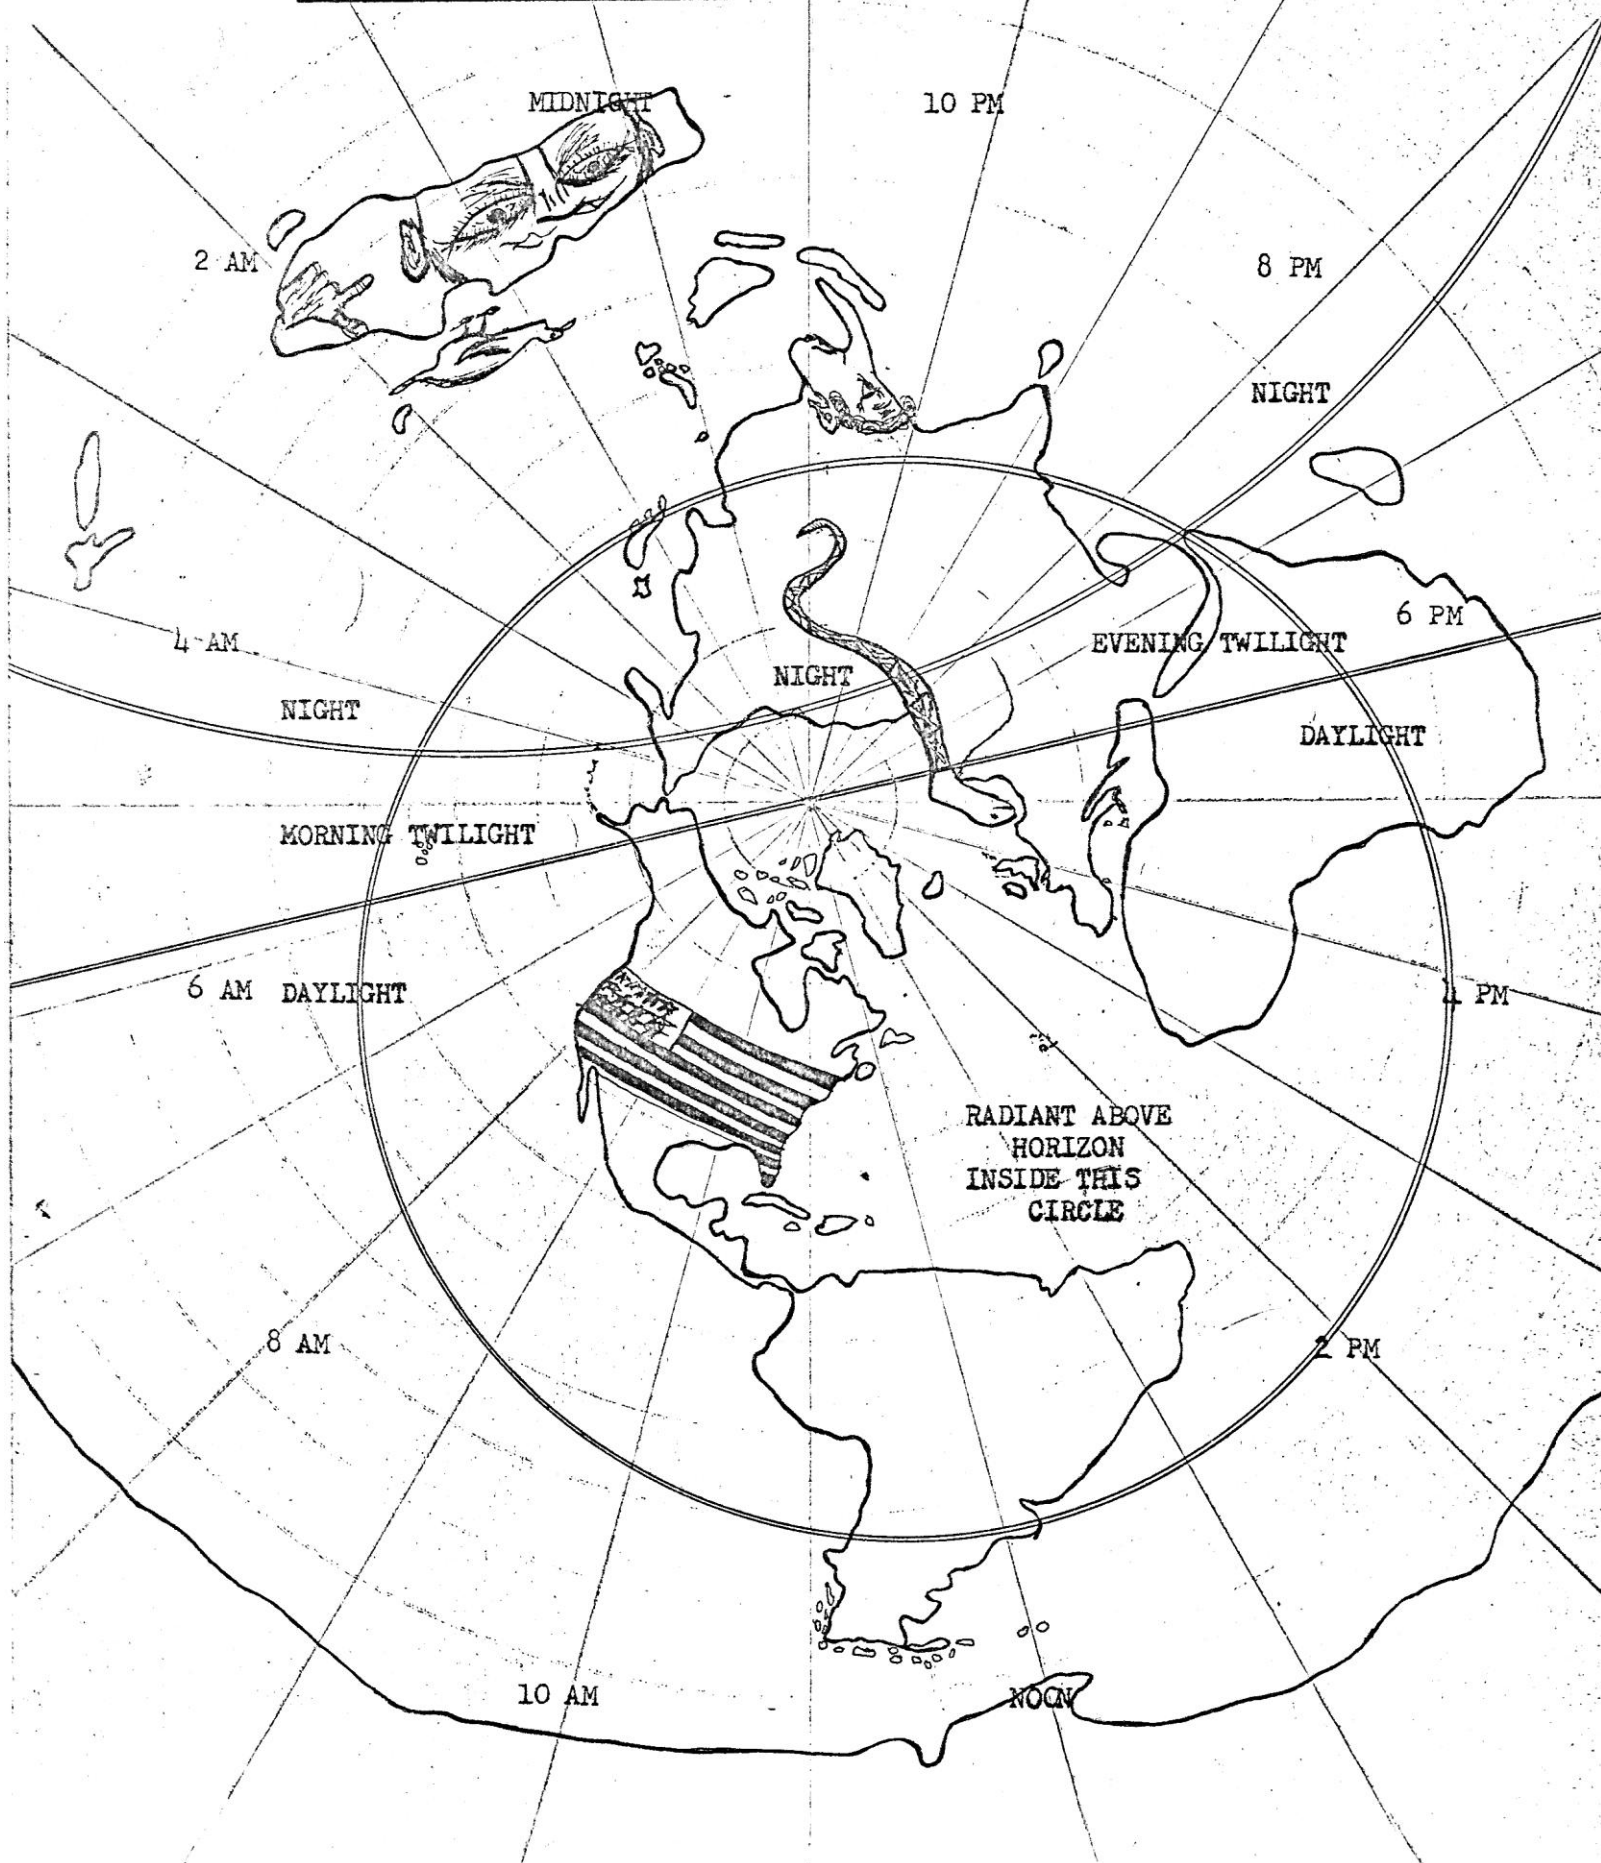 MIDNIGHT
10 PM
2 AM
8 PM
NIGHT
6 PM
4 AM
EVENING TWILIGHT
NIGHT
NIGHT
DAYLIGHT
MORNING TWILIGHT
6 AM DAYLIGHT
4 PM
RADIANT ABOVE
HORIZON
INSIDE THIS
CIRCLE
8 AM
2 PM
10 AM
NOON